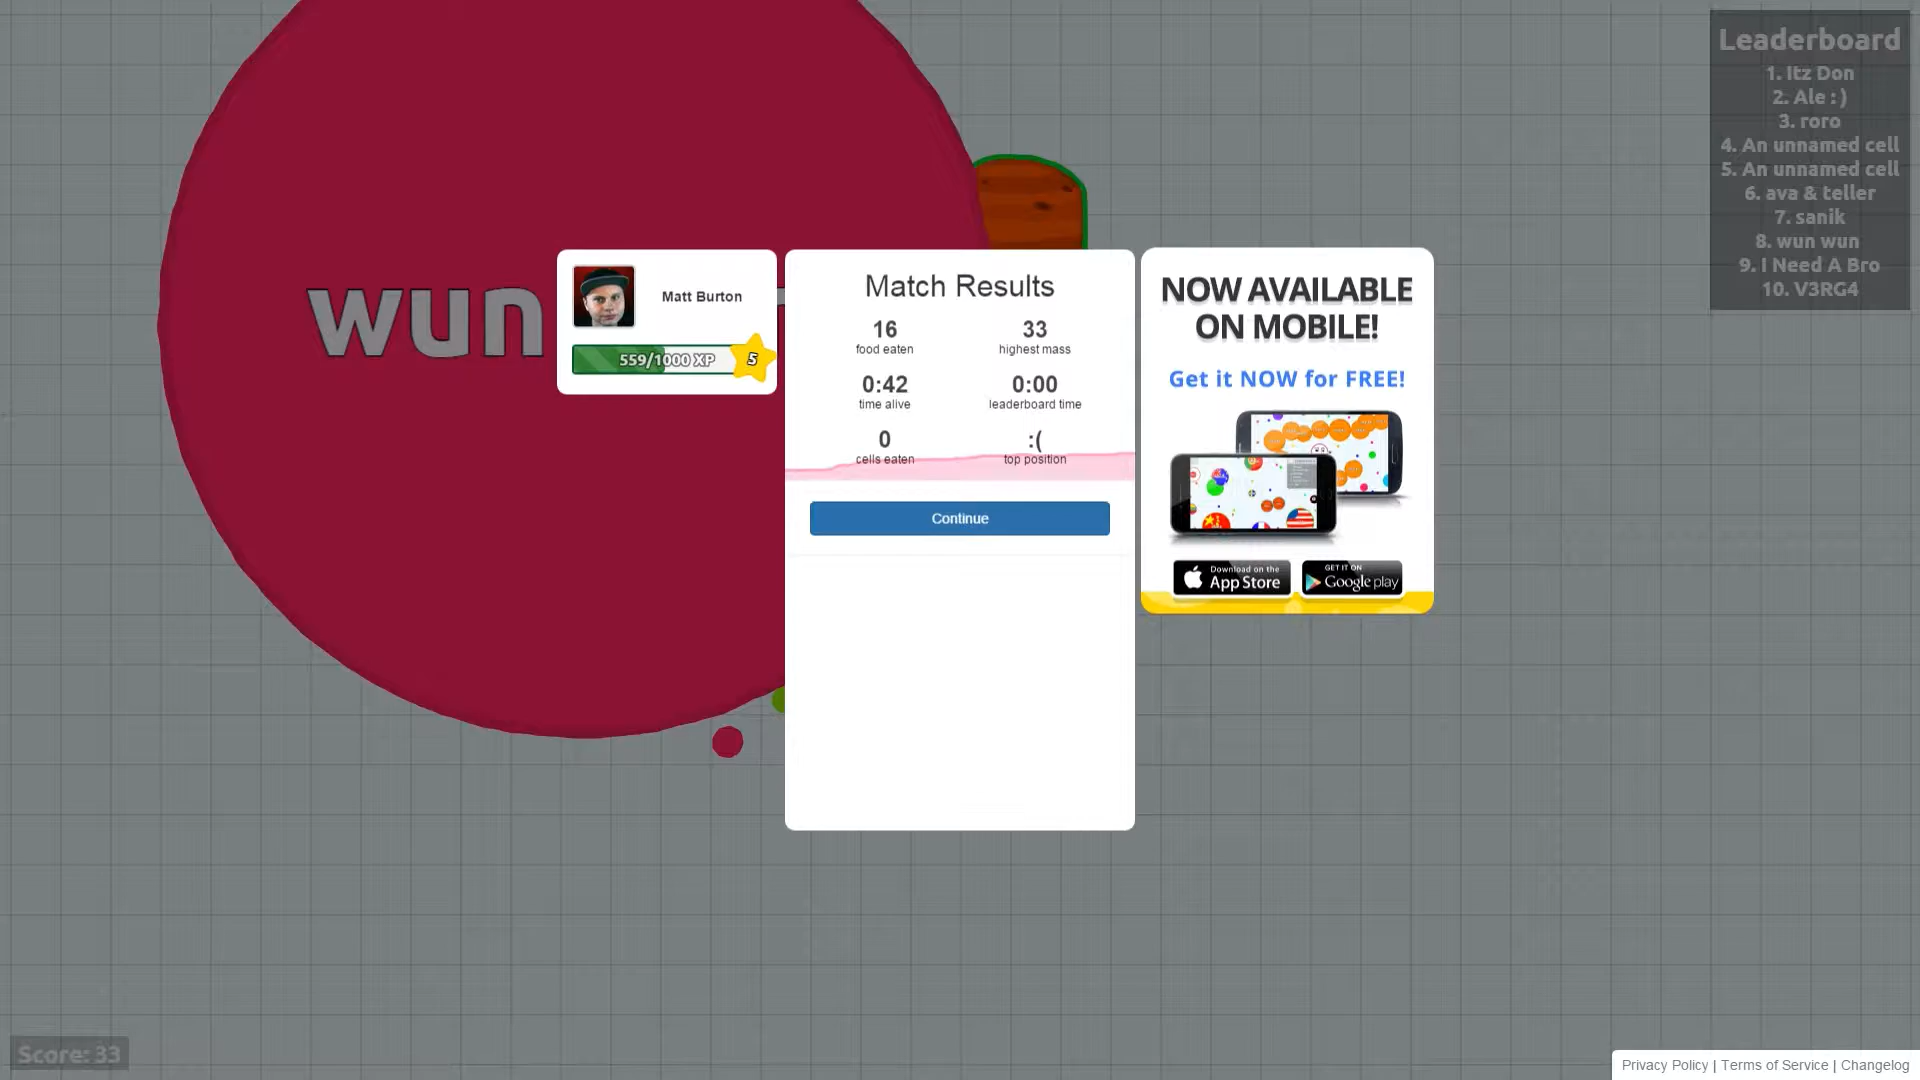 Leaderboard
1. Itz Don
2. Ale : )
3. roro
4. An unnamed cell
5. An unnamed cell
6. ava & teller
7. sanik
8. wun wun
9. I Need A Bro
10. V3RG4
wun
Matt Burton
559/1000 XP
5
Match Results
16
food eaten
33
highest mass
0:42
time alive
0:00
leaderboard time
0
cells eaten
:(
top position
Continue
NOW AVAILABLE
ON MOBILE!
Get it NOW for FREE!
Download on the
App Store
GET IT ON
Google play
Score: 33
Privacy Policy | Terms of Service | Changelog